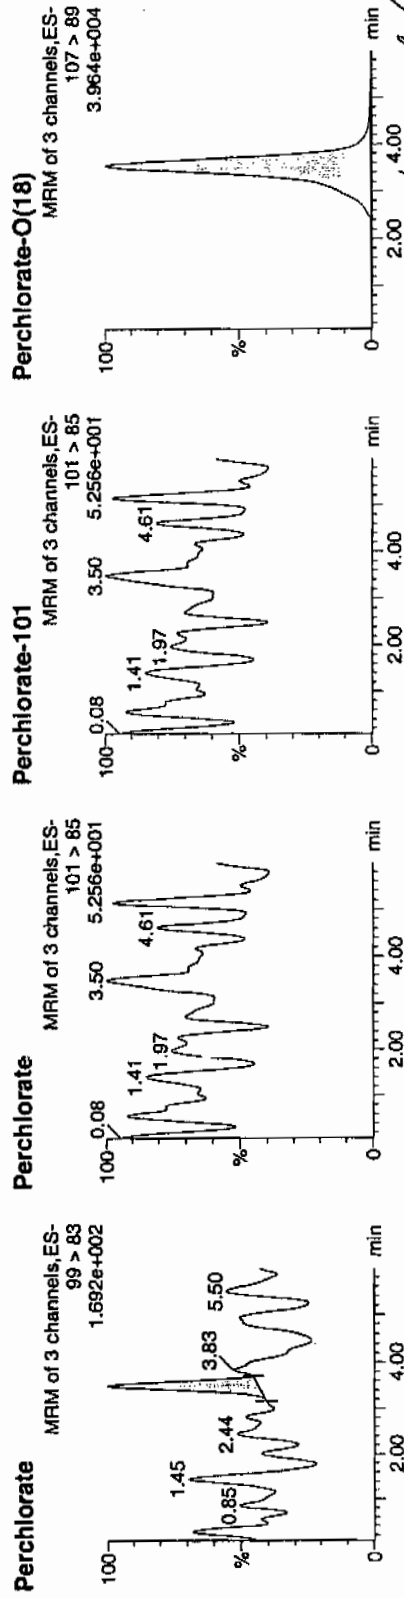 Perchlorate
MRM of 3 channels,ES-
99 > 83
1.692e+002
100
%
0
0.85
1.45
2.44
3.83
5.50
2.00
4.00
min
Perchlorate
MRM of 3 channels,ES-
101 > 85
5.256e+001
100
%
0
0.08
1.41
1.97
3.50
4.61
2.00
4.00
min
Perchlorate-101
MRM of 3 channels,ES-
101 > 85
5.256e+001
100
%
0
0.08
1.41
1.97
3.50
4.61
2.00
4.00
min
Perchlorate-O(18)
MRM of 3 channels,ES-
107 > 89
3.964e+004
100
%
0
2.00
4.00
min